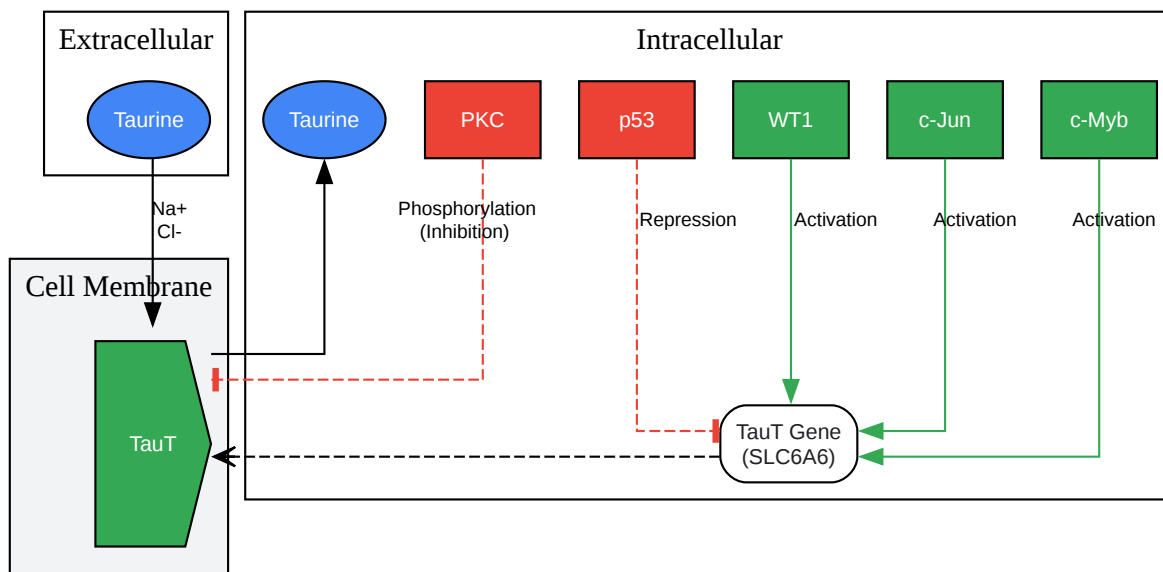 Extracellular
Intracellular
Taurine
Taurine
PKC
p53
WT1
c-Jun
c-Myb
Na+
Cl-
Phosphorylation
(Inhibition)
Repression
Activation
Activation
Activation
Cell Membrane
TauT
TauT Gene
(SLC6A6)